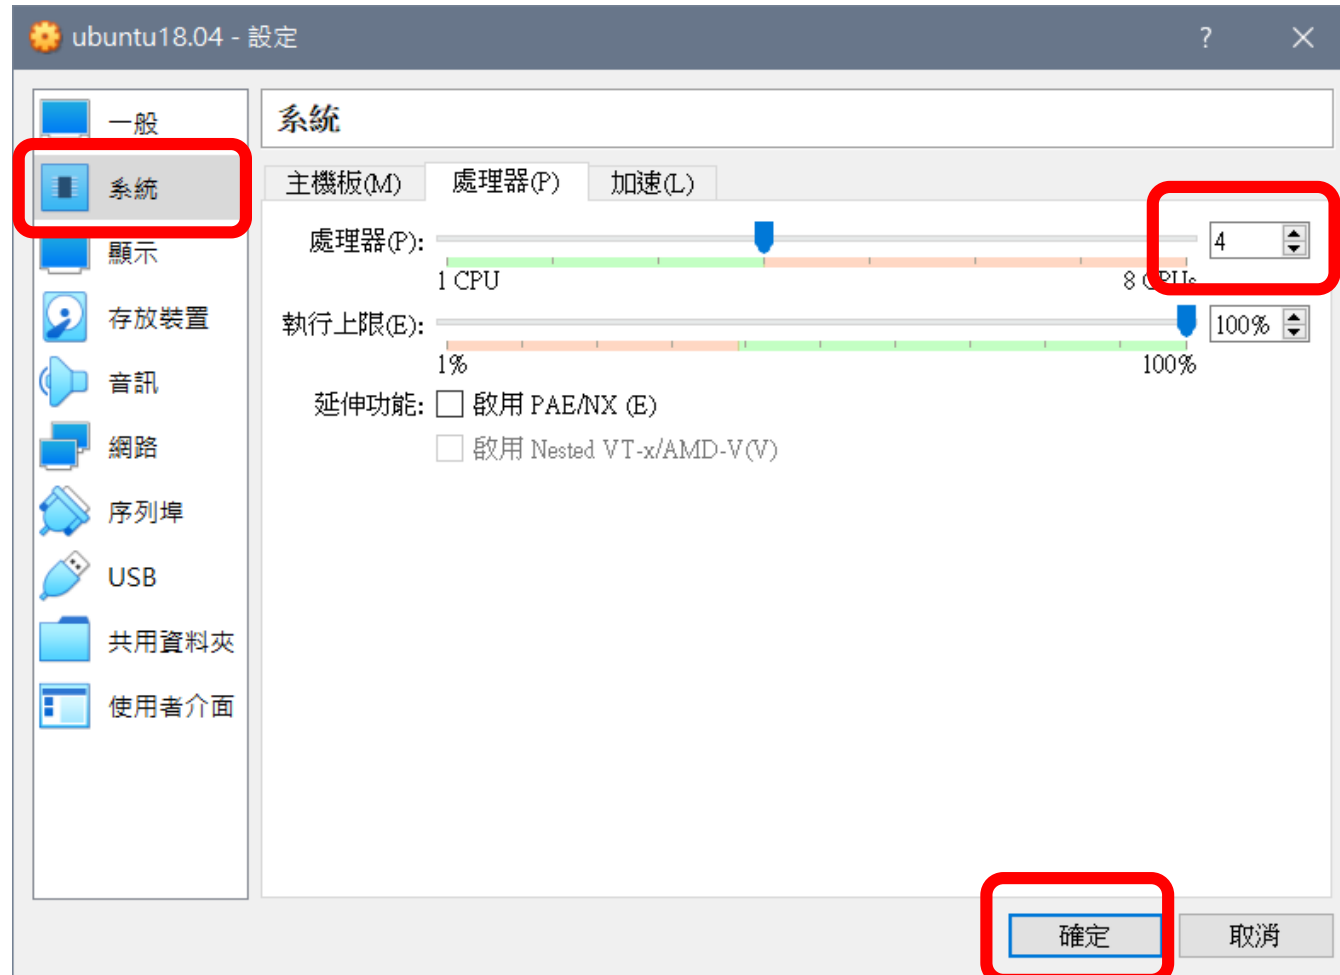 ubuntu18.04 - 設定
?
一般
系統
顯示
存放裝置
音訊
網路
序列埠
USB
共用資料夾
使用者介面
系統
主機板(M) 處理器(P) 加速(L)
處理器(P): 4
1 CPU 8 CPUs
執行上限(E): 100%
1% 100%
延伸功能: 啟用 PAE/NX (E)
啟用 Nested VT-x/AMD-V(V)
確定 取消